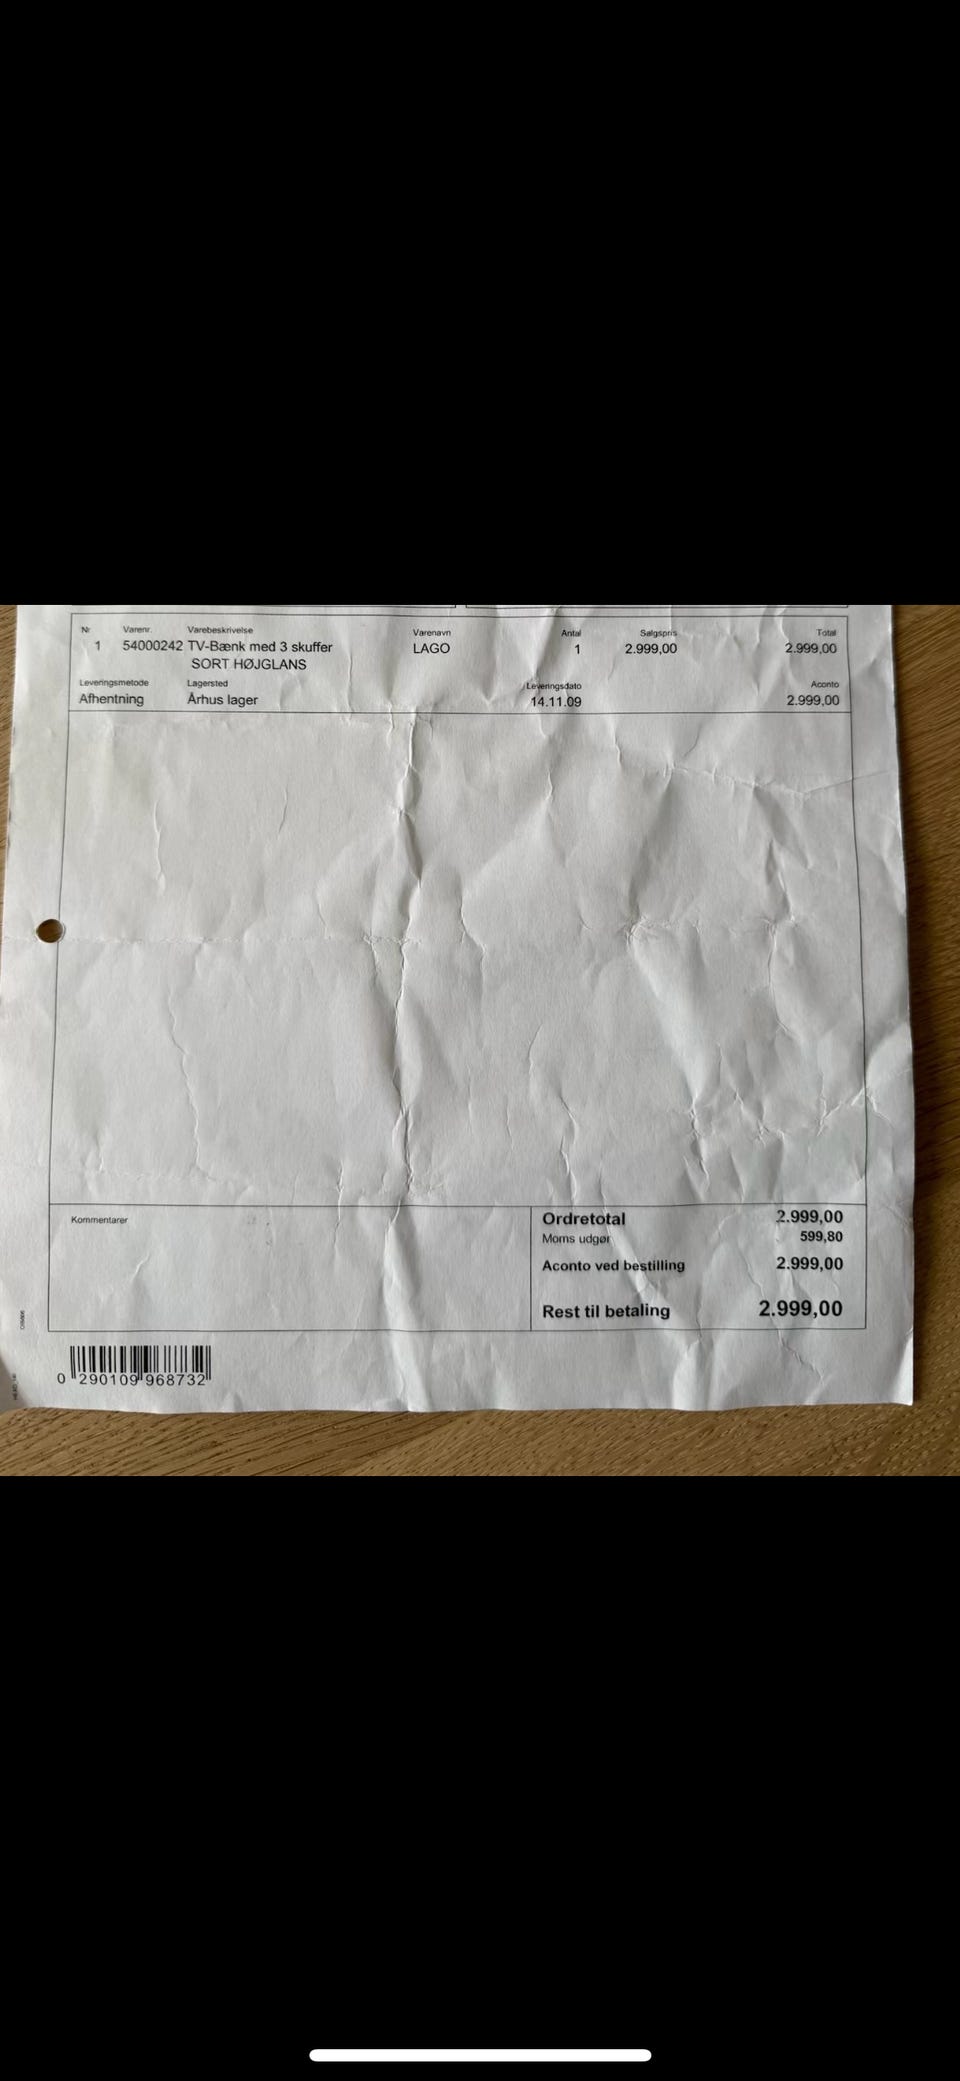 Nr Varenr. Varebeskrivelse Varenavn Antal Salgspris Total
1 54000242 TV-Bænk med 3 skuffer LAGO 1 2.999,00 2.999,00
SORT HØJGLANS
Leveringsmetode Lagersted Leveringsdato Aconto
Afhentning Århus lager 14.11.09 2.999,00
Kommentarer
Ordretotal 2.999,00
Moms udgør 599,80
Aconto ved bestilling 2.999,00
Rest til betaling 2.999,00
0 290109 968732